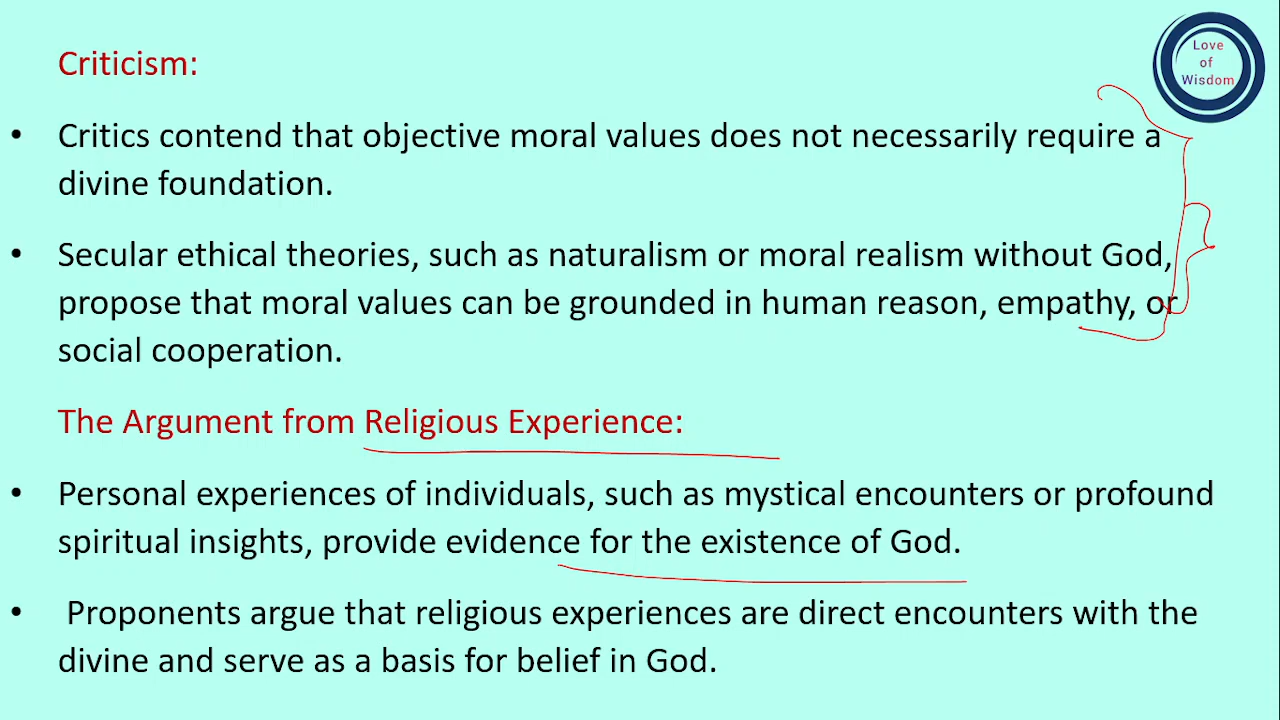 Love
of
Wisdom
Criticism:
• Critics contend that objective moral values does not necessarily require a
divine foundation.
• Secular ethical theories, such as naturalism or moral realism without God,
propose that moral values can be grounded in human reason, empathy, or
social cooperation.
The Argument from Religious Experience:
• Personal experiences of individuals, such as mystical encounters or profound
spiritual insights, provide evidence for the existence of God.
• Proponents argue that religious experiences are direct encounters with the
divine and serve as a basis for belief in God.